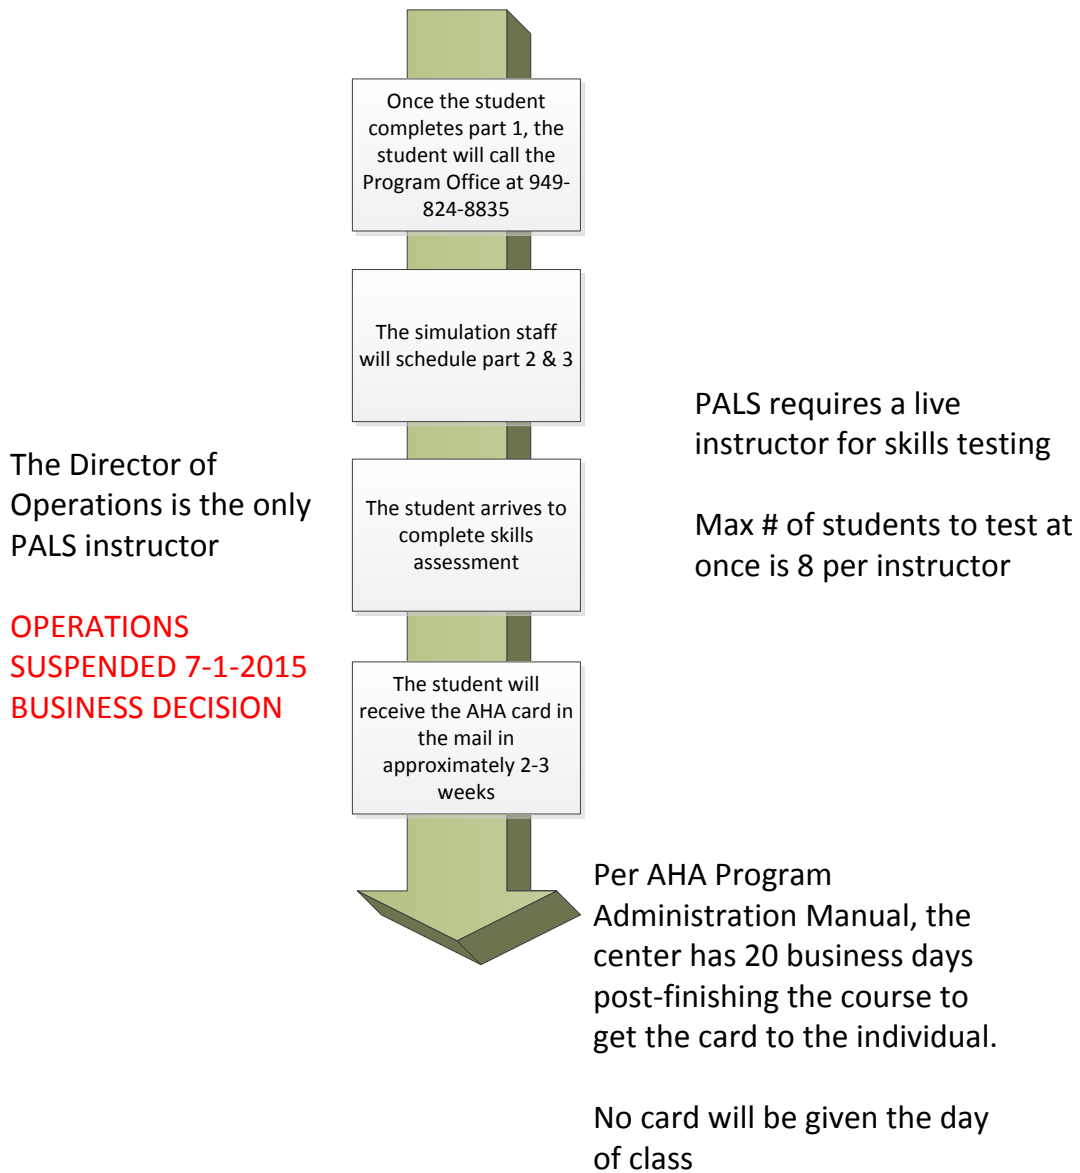 Once the student
completes part 1, the
student will call the
Program Office at 949-
824-8835
The simulation staff
will schedule part 2 & 3
PALS requires a live
instructor for skills testing
Max # of students to test at
once is 8 per instructor
The Director of
Operations is the only
PALS instructor
OPERATIONS
SUSPENDED 7-1-2015
BUSINESS DECISION
The student arrives to
complete skills
assessment
The student will
receive the AHA card in
the mail in
approximately 2-3
weeks
Per AHA Program
Administration Manual, the
center has 20 business days
post-finishing the course to
get the card to the individual.
No card will be given the day
of class